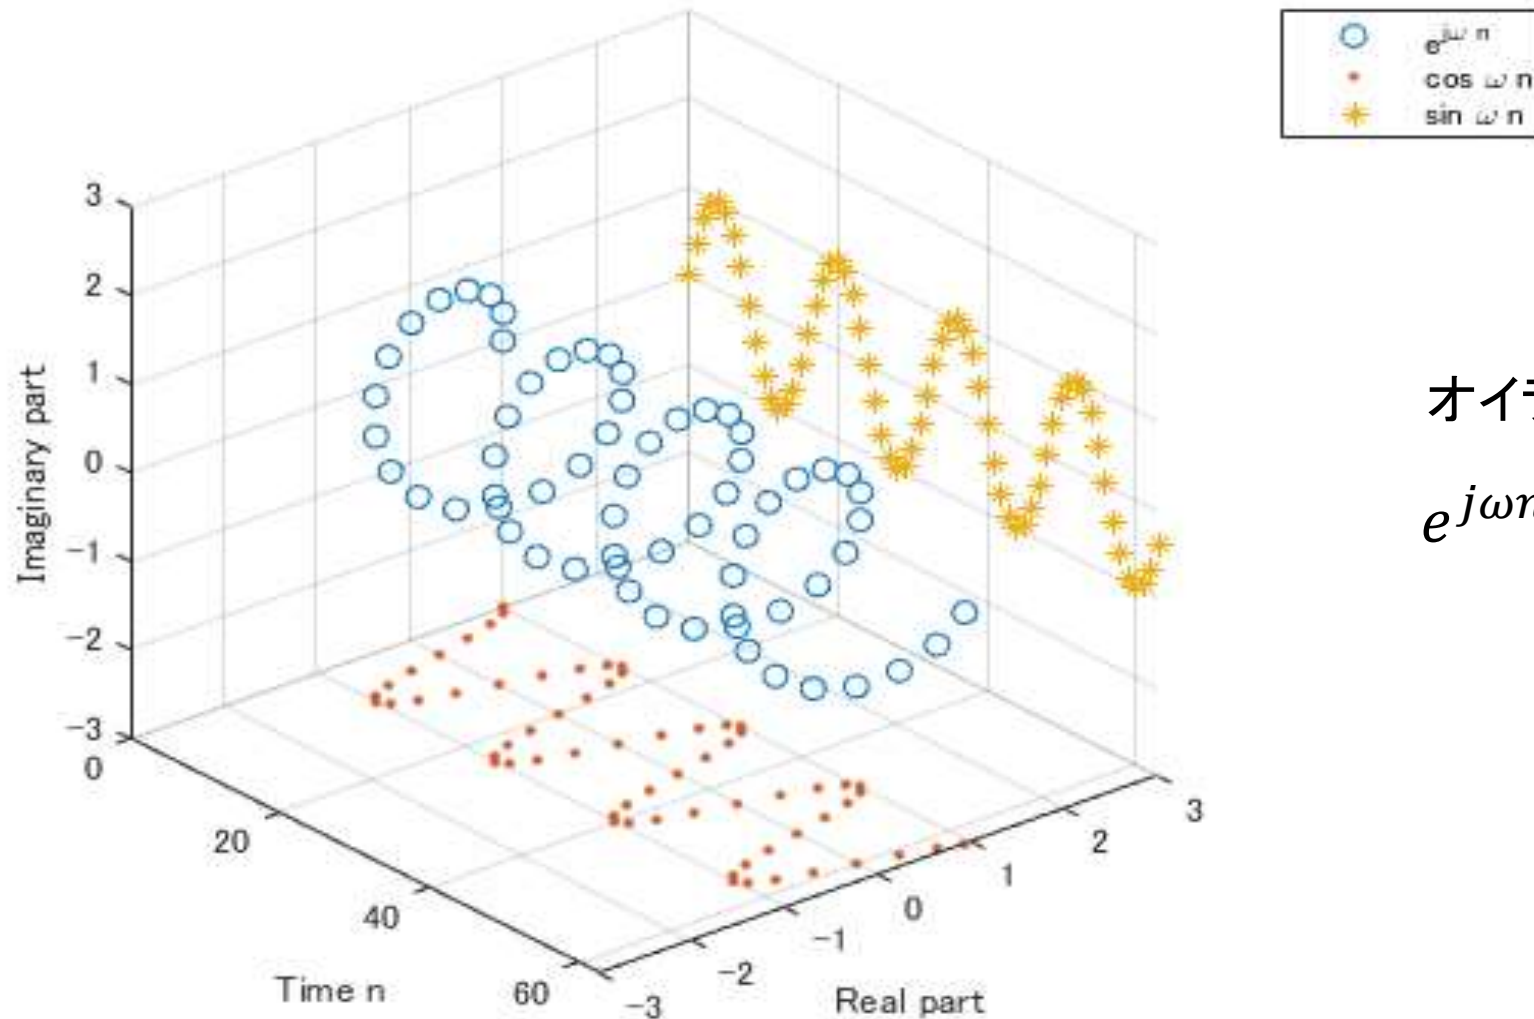 e^{jω n}
cos ω n
sin ω n
3
2
1
0
−1
−2
−3
Imaginary part
0
20
40
60
Time n
−3
−2
−1
0
1
2
3
Real part
オイ
e^{jωn}